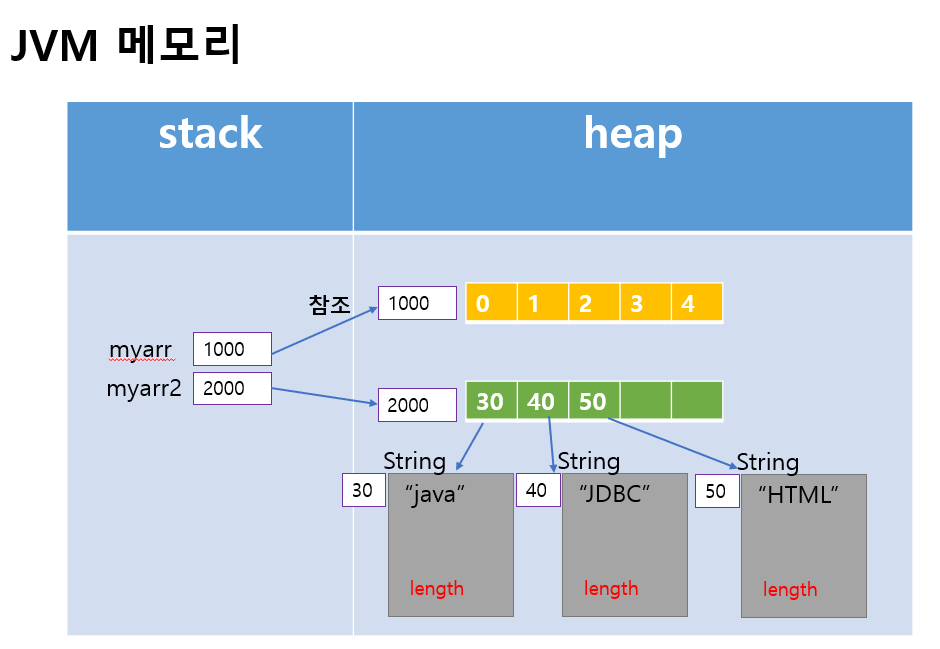 JVM 메모리
stack heap
참조 1000 0 1 2 3 4
myarr 1000
myarr2 2000
2000 30 40 50
String String String
30 “java” 40 “JDBC” 50 “HTML”
length length length